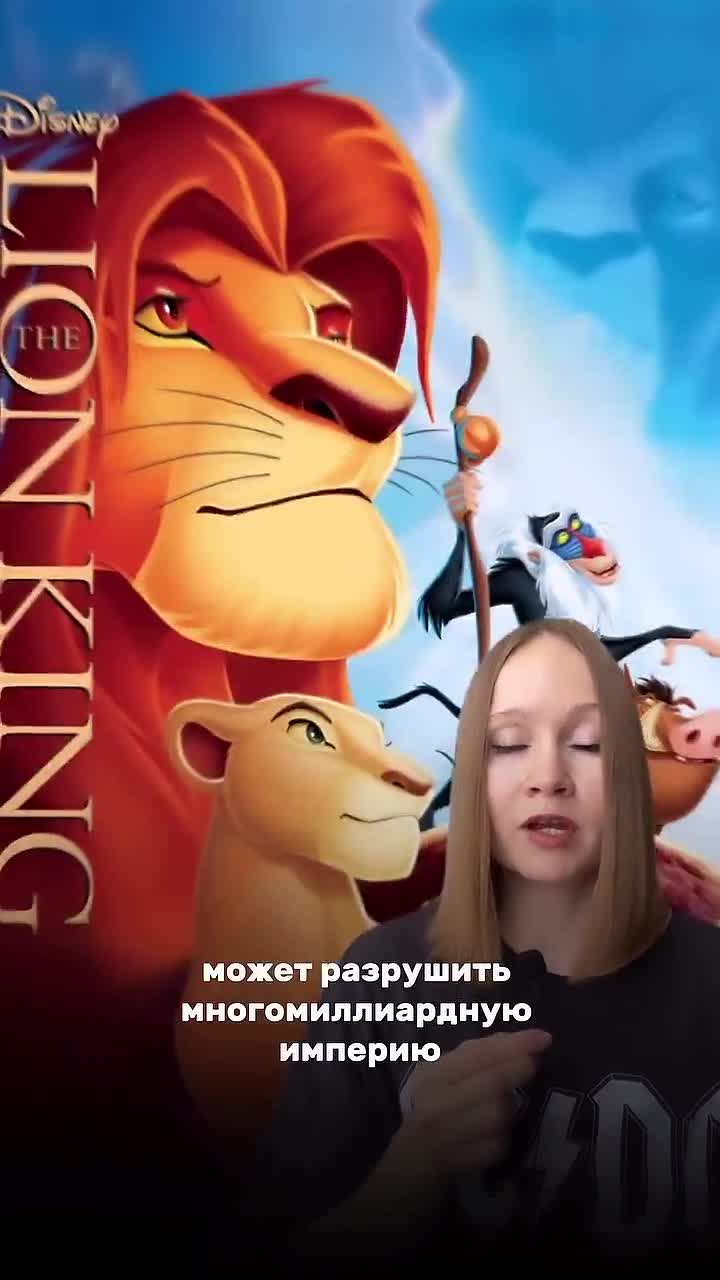 Disney
THE
LION KING
может разрушить
многомиллиардную
империю